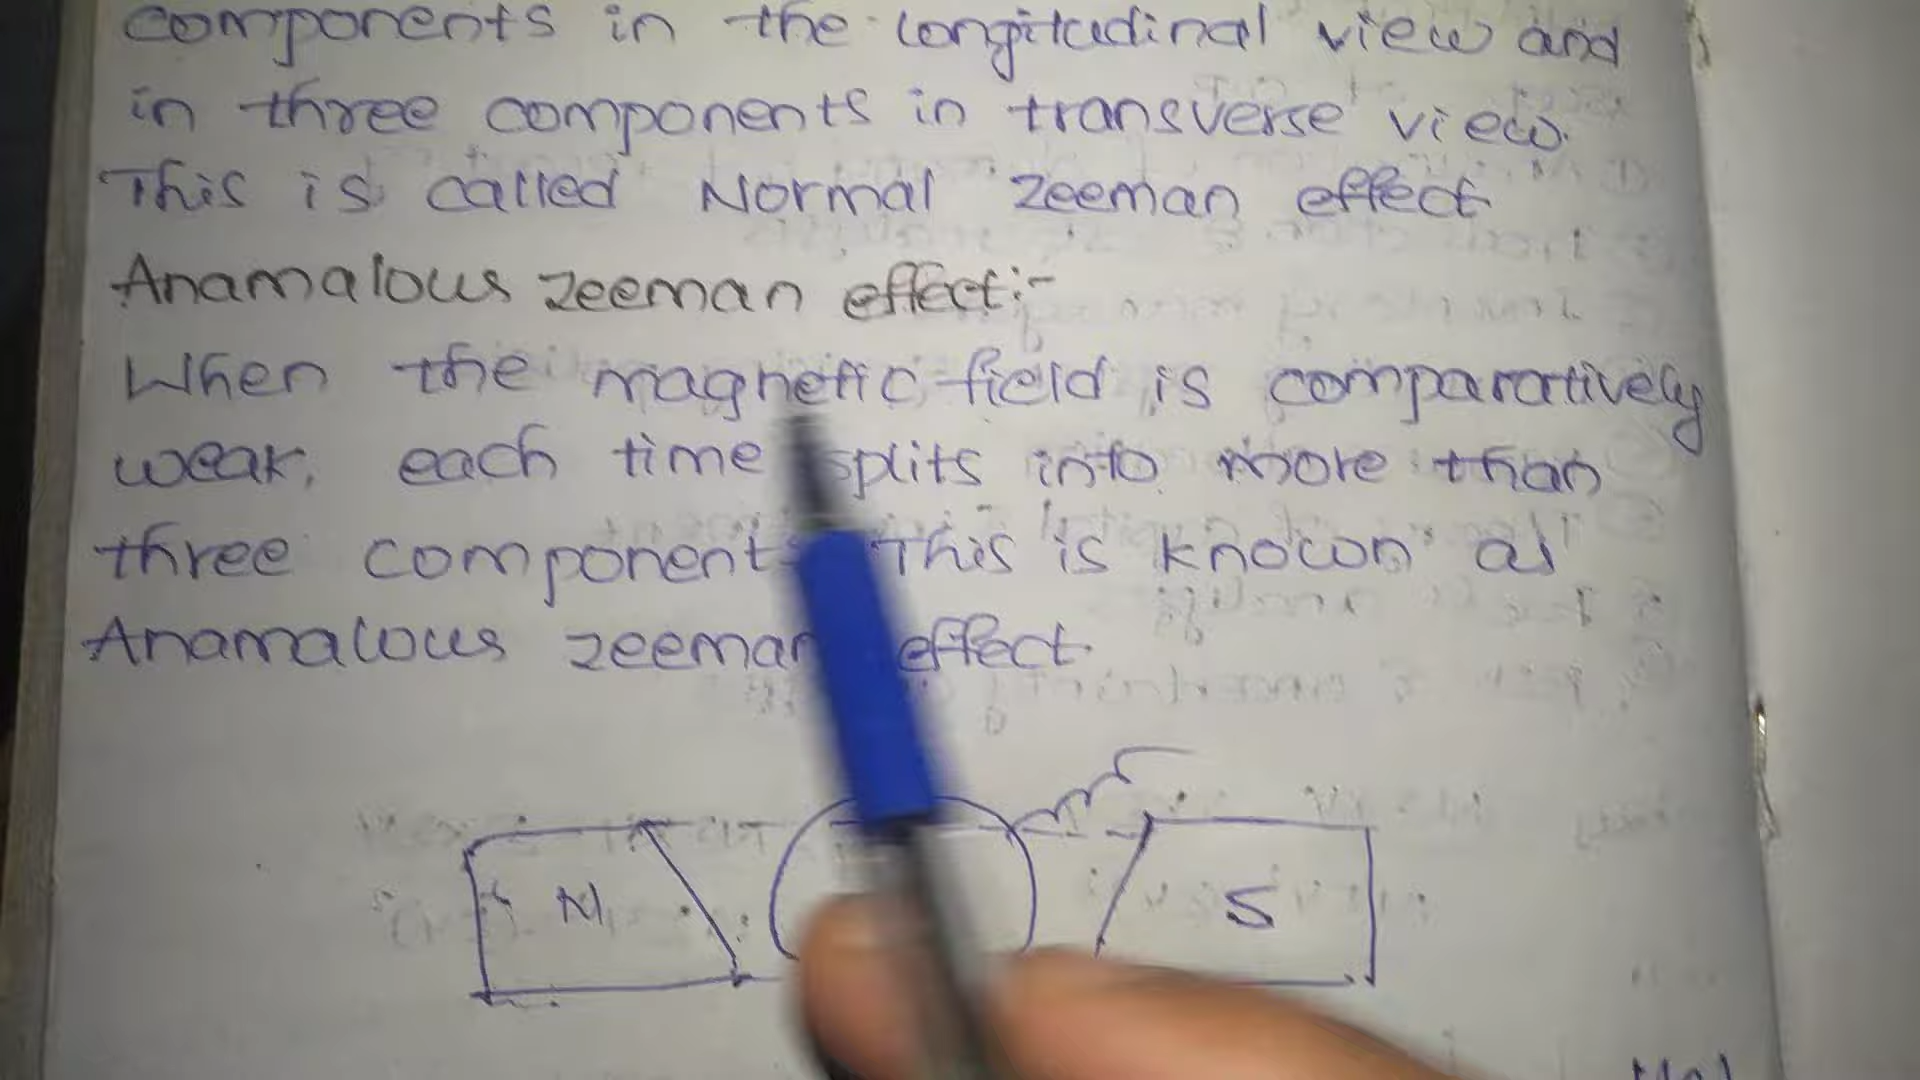 components in the longitudinal view and
in three components in transverse view.
This is called Normal zeeman effect
Anamalous zeeman effect:-
When the magnetic field is comparatively
weak, each time splits into more than
three components This is known as
Anamalous zeeman effect.
N
S